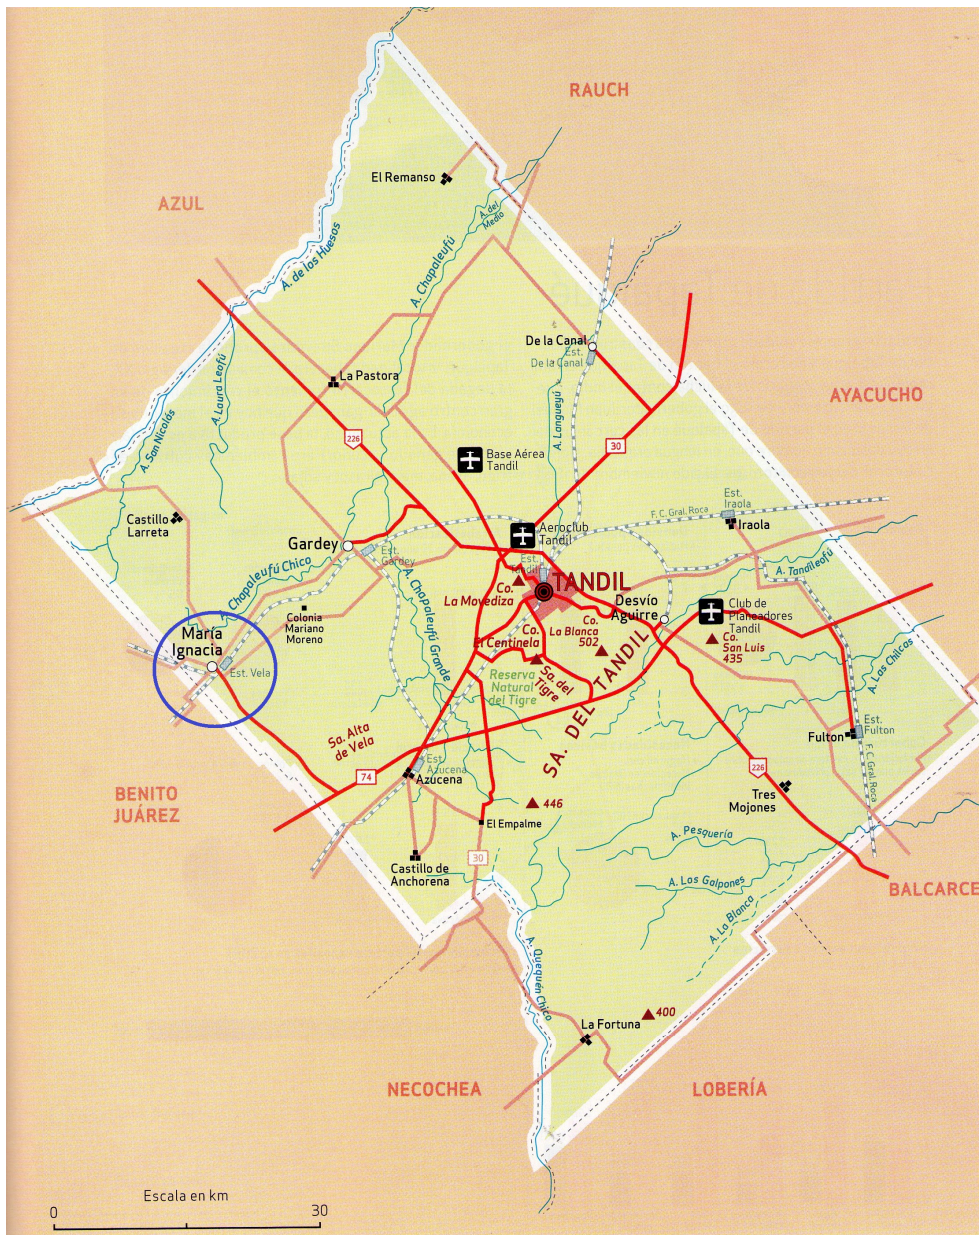 RAUCH
El Remanso
AZUL
A. del
Medio
A. de los Huesos
A. Chapaleufú
De la Canal
Est.
De la Canal
A. Laura Leofú
La Pastora
A. Langueyú
AYACUCHO
A. San Nicolás
226
30
Base Aérea
Tandil
Est.
Iraola
F. C. Gral. Roca
Castillo
Larreta
Iraola
Aeroclub
Tandil
Gardey
Est.
Gardey
Est.
Tandil
A. Tandileofú
A. Chapaleufú Chico
A. Chapaleufú Grande
TANDIL
Co.
La Movediza
Colonia
Mariano
Moreno
Desvío
Aguirre
Club de
Planeadores
Tandil
Co.
La Blanca
502
Co.
El Centinela
Co.
San Luis
435
María
Ignacia
Est. Vela
Sa. del
Tigre
Reserva
Natural
del Tigre
A. Las Chilcas
SA. DEL TANDIL
Sa. Alta
de Vela
Est.
Fulton
Fulton
F. C. Gral. Roca
74
Est.
Azucena
Azucena
226
BENITO
JUÁREZ
Tres
Mojones
446
El Empalme
A. Pesquería
30
Castillo de
Anchorena
A. Los Galpones
BALCARCE
A. La Blanca
A. Quequén Chico
400
La Fortuna
NECOCHEA
LOBERÍA
Escala en km
0
30